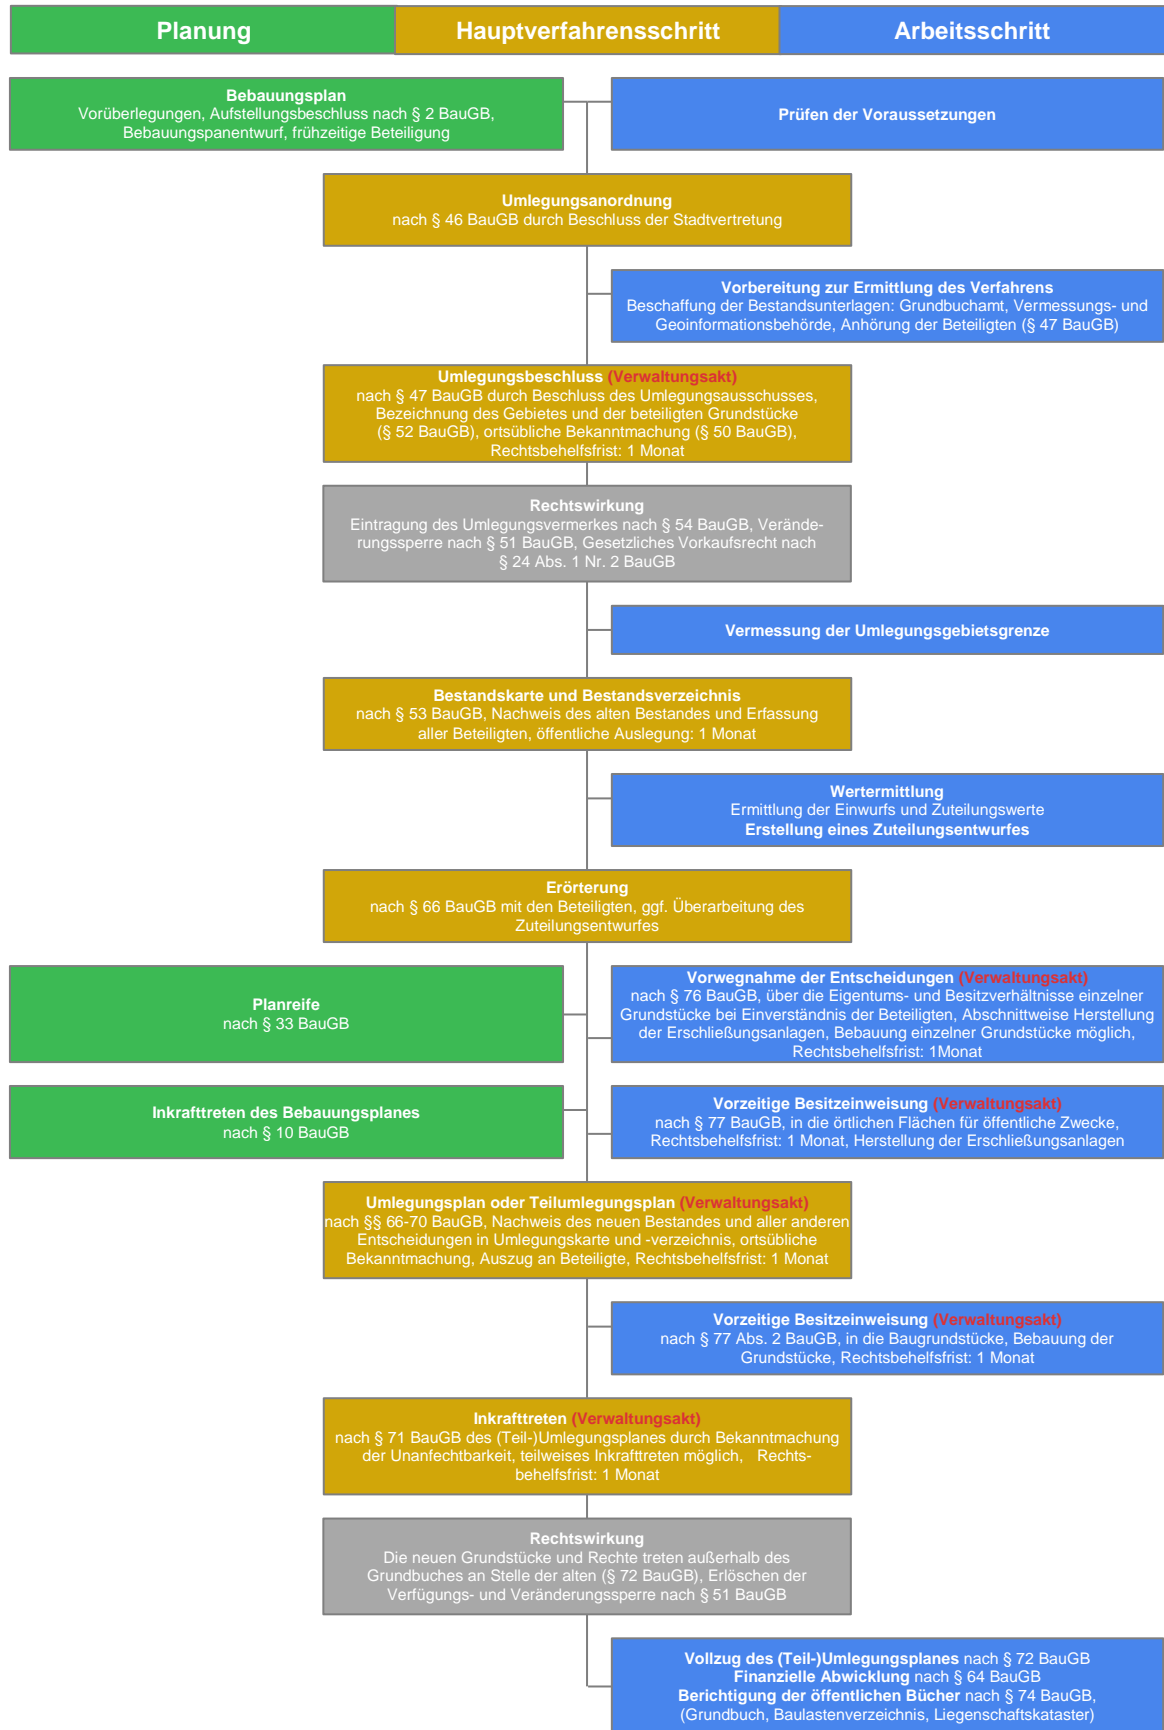 Planung
Hauptverfahrensschritt
Arbeitsschritt
Bebauungsplan
Vorüberlegungen, Aufstellungsbeschluss nach § 2 BauGB,
Bebauungspanentwurf, frühzeitige Beteiligung
Prüfen der Voraussetzungen
Umlegungsanordnung
nach § 46 BauGB durch Beschluss der Stadtvertretung
Vorbereitung zur Ermittlung des Verfahrens
Beschaffung der Bestandsunterlagen: Grundbuchamt, Vermessungs- und
Geoinformationsbehörde, Anhörung der Beteiligten (§ 47 BauGB)
Umlegungsbeschluss (Verwaltungsakt)
nach § 47 BauGB durch Beschluss des Umlegungsausschusses,
Bezeichnung des Gebietes und der beteiligten Grundstücke
(§ 52 BauGB), ortsübliche Bekanntmachung (§ 50 BauGB),
Rechtsbehelfsfrist: 1 Monat
Rechtswirkung
Eintragung des Umlegungsvermerkes nach § 54 BauGB, Verände-
rungssperre nach § 51 BauGB, Gesetzliches Vorkaufsrecht nach
§ 24 Abs. 1 Nr. 2 BauGB
Vermessung der Umlegungsgebietsgrenze
Bestandskarte und Bestandsverzeichnis
nach § 53 BauGB, Nachweis des alten Bestandes und Erfassung
aller Beteiligten, öffentliche Auslegung: 1 Monat
Wertermittlung
Ermittlung der Einwurfs und Zuteilungswerte
Erstellung eines Zuteilungsentwurfes
Erörterung
nach § 66 BauGB mit den Beteiligten, ggf. Überarbeitung des
Zuteilungsentwurfes
Planreife
nach § 33 BauGB
Vorwegnahme der Entscheidungen (Verwaltungsakt)
nach § 76 BauGB, über die Eigentums- und Besitzverhältnisse einzelner
Grundstücke bei Einverständnis der Beteiligten, Abschnittweise Herstellung
der Erschließungsanlagen, Bebauung einzelner Grundstücke möglich,
Rechtsbehelfsfrist: 1Monat
Inkrafttreten des Bebauungsplanes
nach § 10 BauGB
Vorzeitige Besitzeinweisung (Verwaltungsakt)
nach § 77 BauGB, in die örtlichen Flächen für öffentliche Zwecke,
Rechtsbehelfsfrist: 1 Monat, Herstellung der Erschließungsanlagen
Umlegungsplan oder Teilumlegungsplan (Verwaltungsakt)
nach §§ 66-70 BauGB, Nachweis des neuen Bestandes und aller anderen
Entscheidungen in Umlegungskarte und -verzeichnis, ortsübliche
Bekanntmachung, Auszug an Beteiligte, Rechtsbehelfsfrist: 1 Monat
Vorzeitige Besitzeinweisung (Verwaltungsakt)
nach § 77 Abs. 2 BauGB, in die Baugrundstücke, Bebauung der
Grundstücke, Rechtsbehelfsfrist: 1 Monat
Inkrafttreten (Verwaltungsakt)
nach § 71 BauGB des (Teil-)Umlegungsplanes durch Bekanntmachung
der Unanfechtbarkeit, teilweises Inkrafttreten möglich, Rechts-
behelfsfrist: 1 Monat
Rechtswirkung
Die neuen Grundstücke und Rechte treten außerhalb des
Grundbuches an Stelle der alten (§ 72 BauGB), Erlöschen der
Verfügungs- und Veränderungssperre nach § 51 BauGB
Vollzug des (Teil-)Umlegungsplanes nach § 72 BauGB
Finanzielle Abwicklung nach § 64 BauGB
Berichtigung der öffentlichen Bücher nach § 74 BauGB,
(Grundbuch, Baulastenverzeichnis, Liegenschaftskataster)